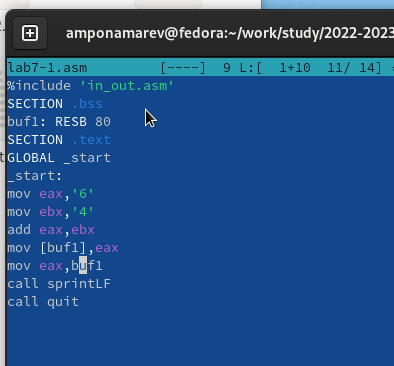 amponamarev@fedora:~/work/study/2022-2023
lab7-1.asm [----] 9 L:[ 1+10 11/ 14]
%include 'in_out.asm'
SECTION .bss
buf1: RESB 80
SECTION .text
GLOBAL _start
_start:
mov eax,'6'
mov ebx,'4'
add eax,ebx
mov [buf1],eax
mov eax,buf1
call sprintLF
call quit